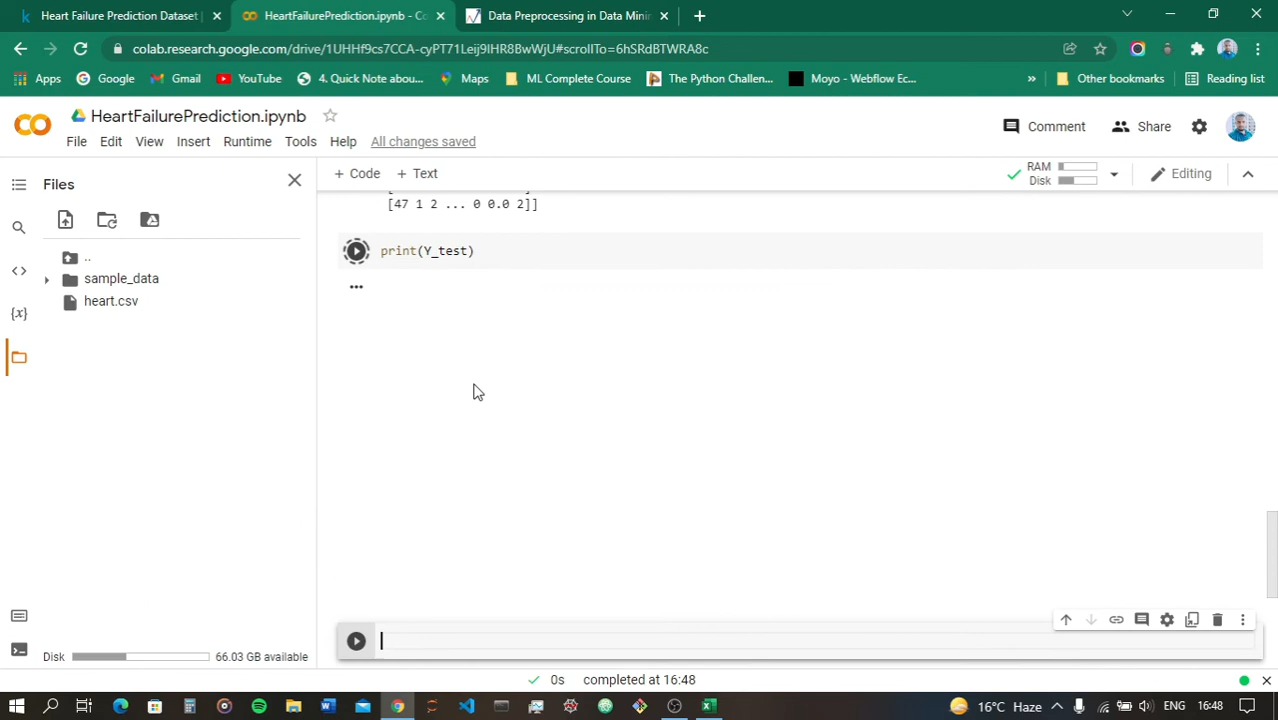 Heart Failure Prediction Dataset |
HeartFailurePrediction.ipynb - Co
Data Preprocessing in Data Minin
colab.research.google.com/drive/1UHHf9cs7CCA-cyPT71Leij9IHR8BwWjU#scrollTo=6hSRdBTWRA8c
Apps Google Gmail YouTube 4. Quick Note abou... Maps ML Complete Course The Python Challen... Moyo - Webflow Ec... » Other bookmarks Reading list
HeartFailurePrediction.ipynb
Comment Share
File Edit View Insert Runtime Tools Help All changes saved
Files
+ Code + Text
RAM
Disk
Editing
[47 1 2 ... 0 0.0 2]]
print(Y_test)
..
sample_data
heart.csv
{x}
Disk 66.03 GB available
0s completed at 16:48
16°C Haze ENG 16:48